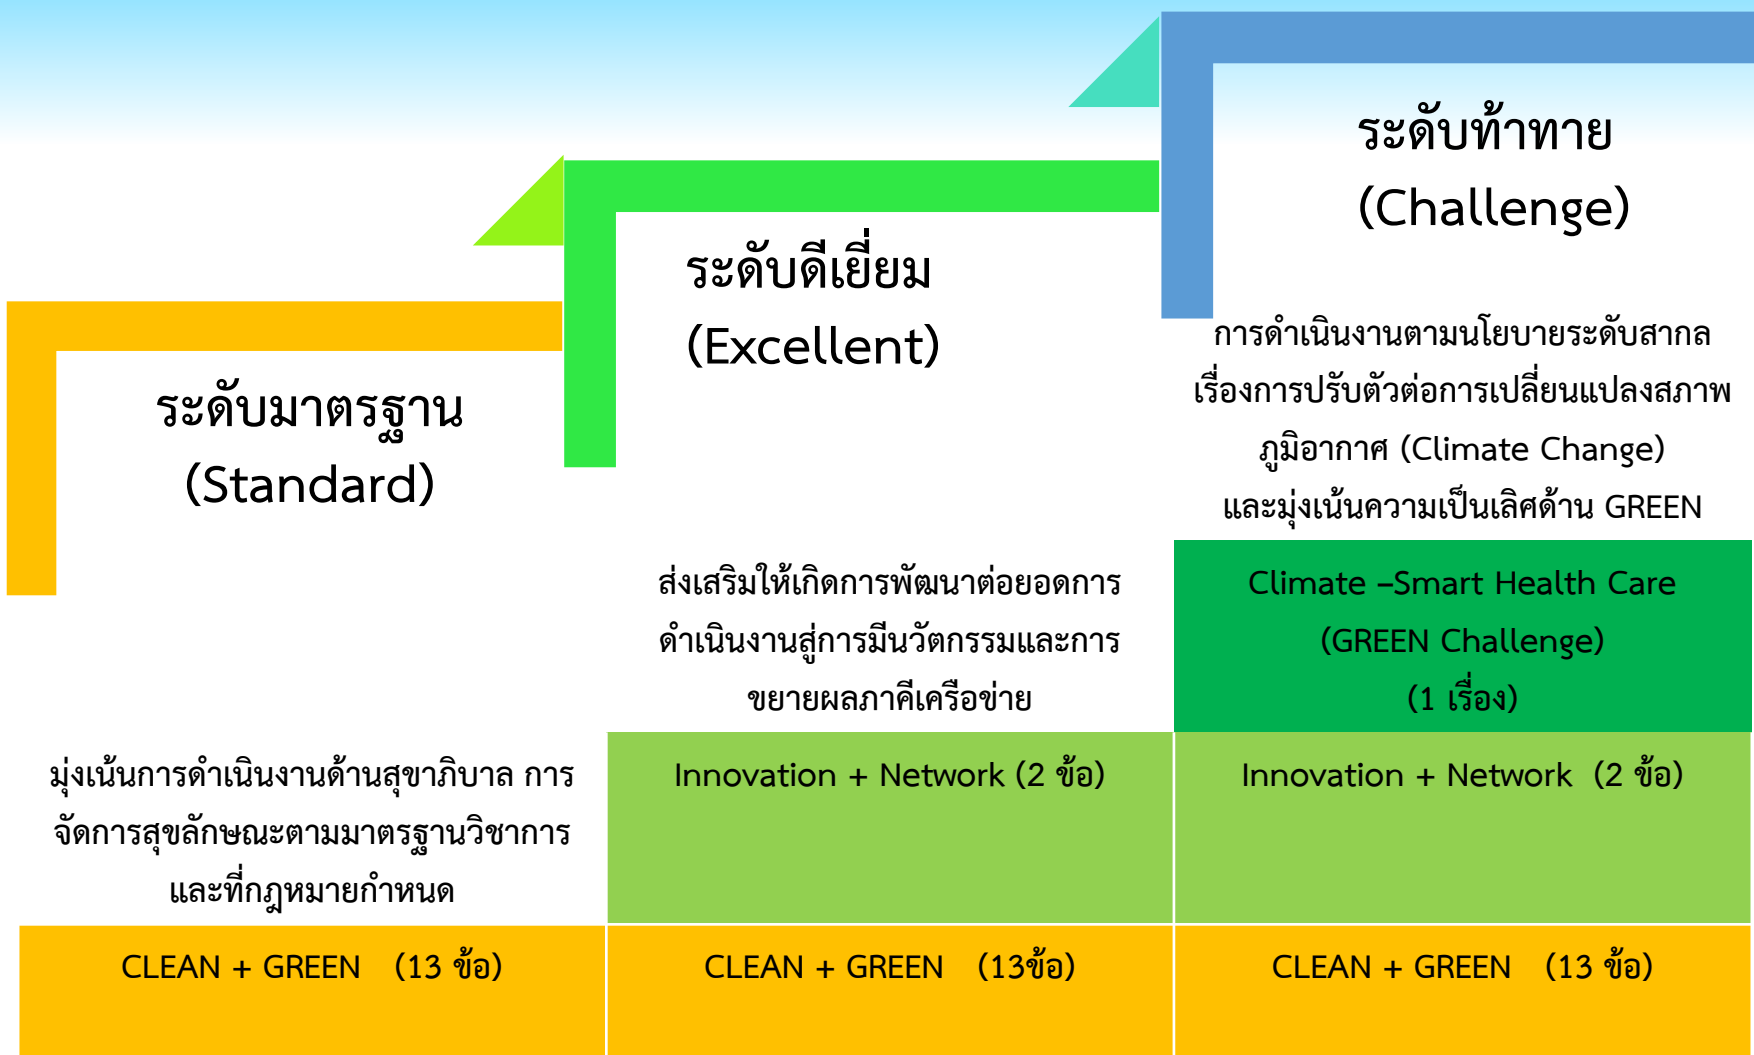 ระดับมาตรฐาน
(Standard)
มุ่งเน้นการดำเนินงานด้านสุขาภิบาล การ
จัดการสุขลักษณะตามมาตรฐานวิชาการ
และที่กฎหมายกำหนด
CLEAN + GREEN (13 ข้อ)
ระดับดีเยี่ยม
(Excellent)
ส่งเสริมให้เกิดการพัฒนาต่อยอดการ
ดำเนินงานสู่การมีนวัตกรรมและการ
ขยายผลภาคีเครือข่าย
Innovation + Network (2 ข้อ)
CLEAN + GREEN (13ข้อ)
ระดับท้าทาย
(Challenge)
การดำเนินงานตามนโยบายระดับสากล
เรื่องการปรับตัวต่อการเปลี่ยนแปลงสภาพ
ภูมิอากาศ (Climate Change)
และมุ่งเน้นความเป็นเลิศด้าน GREEN
Climate –Smart Health Care
(GREEN Challenge)
(1 เรื่อง)
Innovation + Network (2 ข้อ)
CLEAN + GREEN (13 ข้อ)